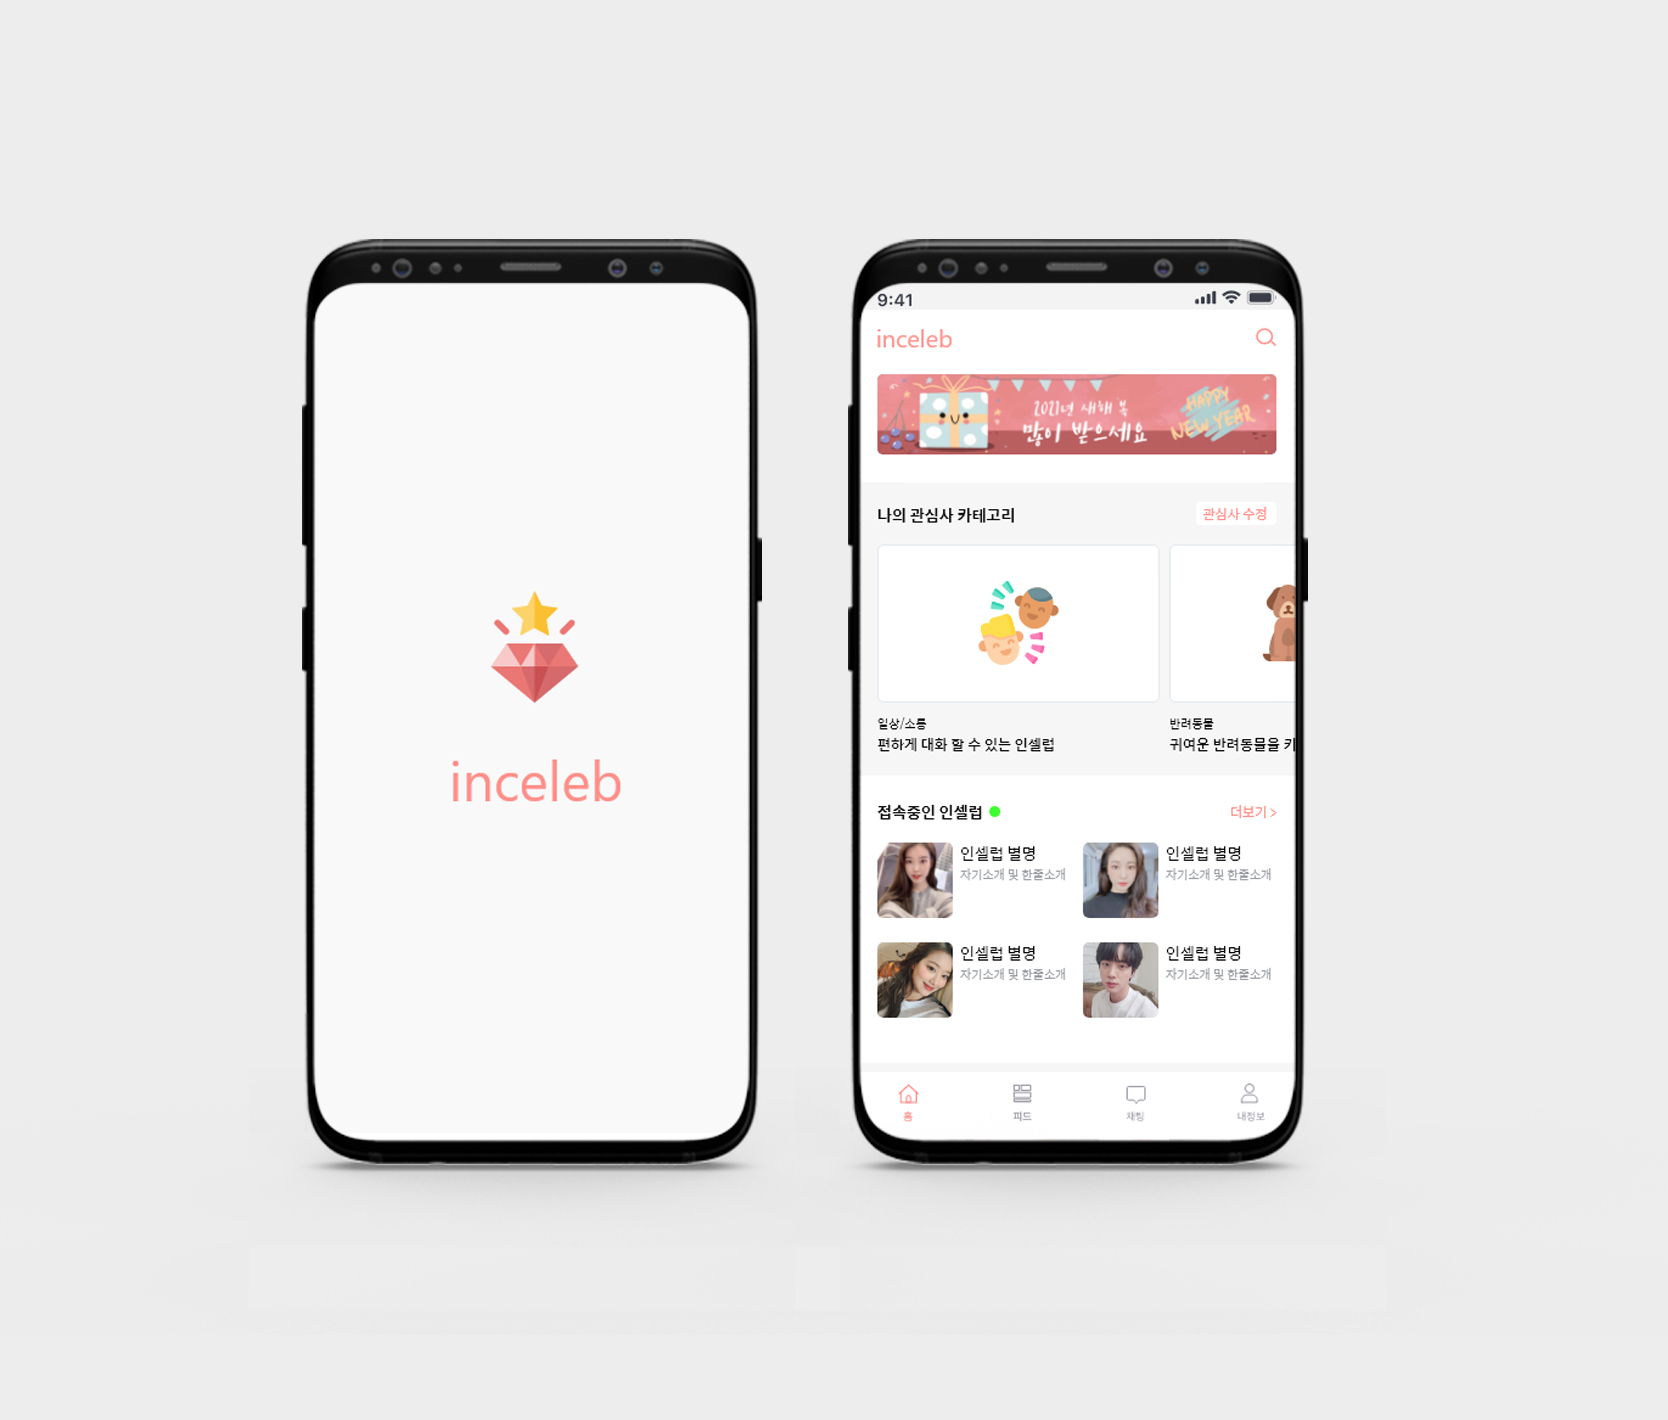 inceleb
9:41
inceleb
2021년 새해 복
많이 받으세요
HAPPY
NEW YEAR
나의 관심사 카테고리
관심사 수정
일상/소통
편하게 대화 할 수 있는 인셀럽
반려동물
귀여운 반려동물을 키
접속중인 인셀럽
더보기 >
인셀럽 별명
자기소개 및 한줄소개
인셀럽 별명
자기소개 및 한줄소개
인셀럽 별명
자기소개 및 한줄소개
인셀럽 별명
자기소개 및 한줄소개
홈
피드
채팅
내정보